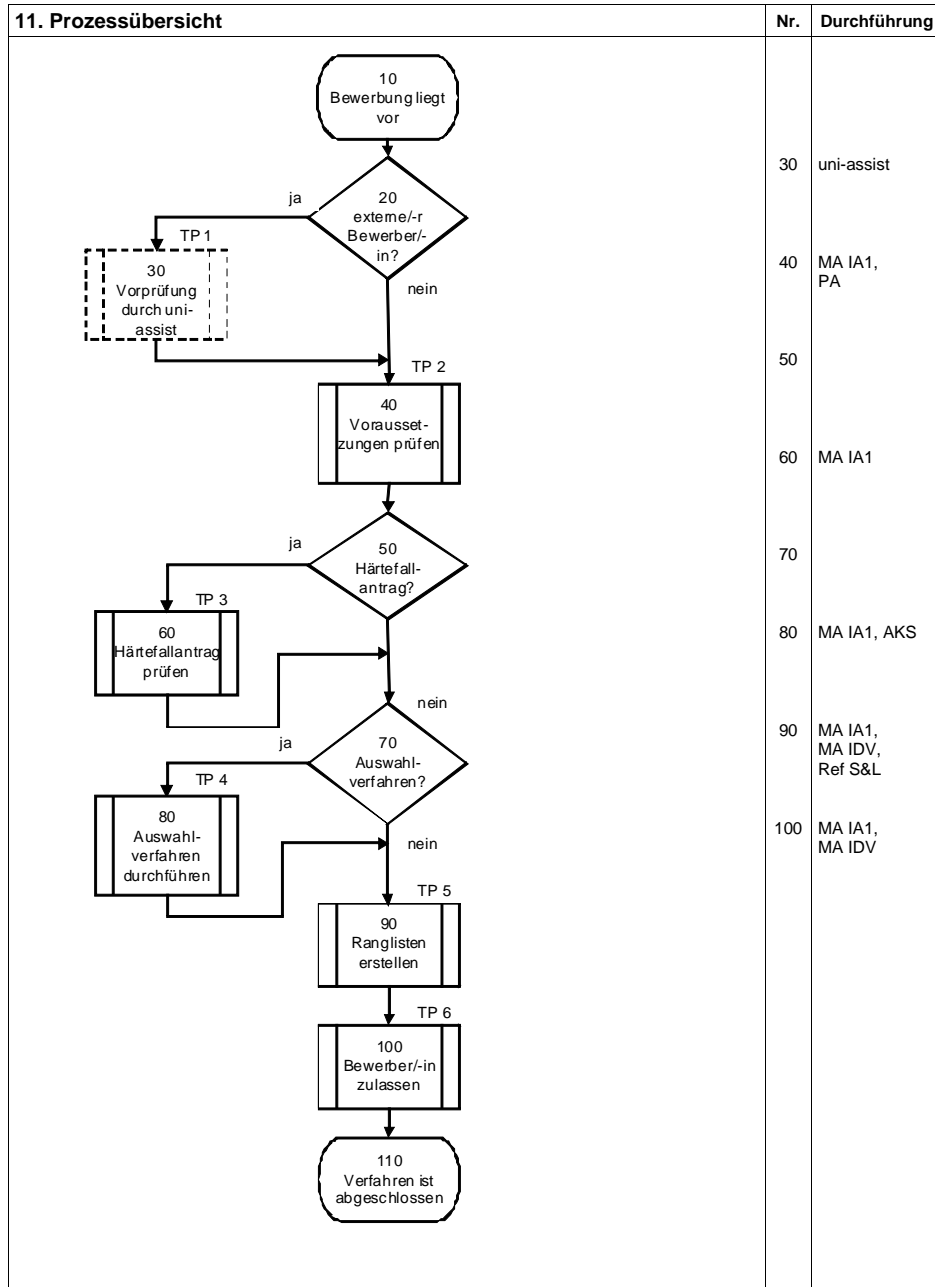 11. Prozessübersicht
Nr.
Durchführung
10
Bewerbung liegt
vor
ja
20
externe/-r
Bewerber/-
in?
30
uni-assist
TP 1
30
Vorprüfung
durch uni-
assist
nein
40
MA IA1,
PA
TP 2
50
40
Vorausset-
zungen prüfen
60
MA IA1
ja
50
Härtefall-
antrag?
70
TP 3
60
Härtefallantrag
prüfen
80
MA IA1, AKS
nein
ja
70
Auswahl-
verfahren?
90
MA IA1,
MA IDV,
Ref S&L
TP 4
80
Auswahl-
verfahren
durchführen
nein
100
MA IA1,
MA IDV
TP 5
90
Ranglisten
erstellen
TP 6
100
Bewerber/-in
zulassen
110
Verfahren ist
abgeschlossen